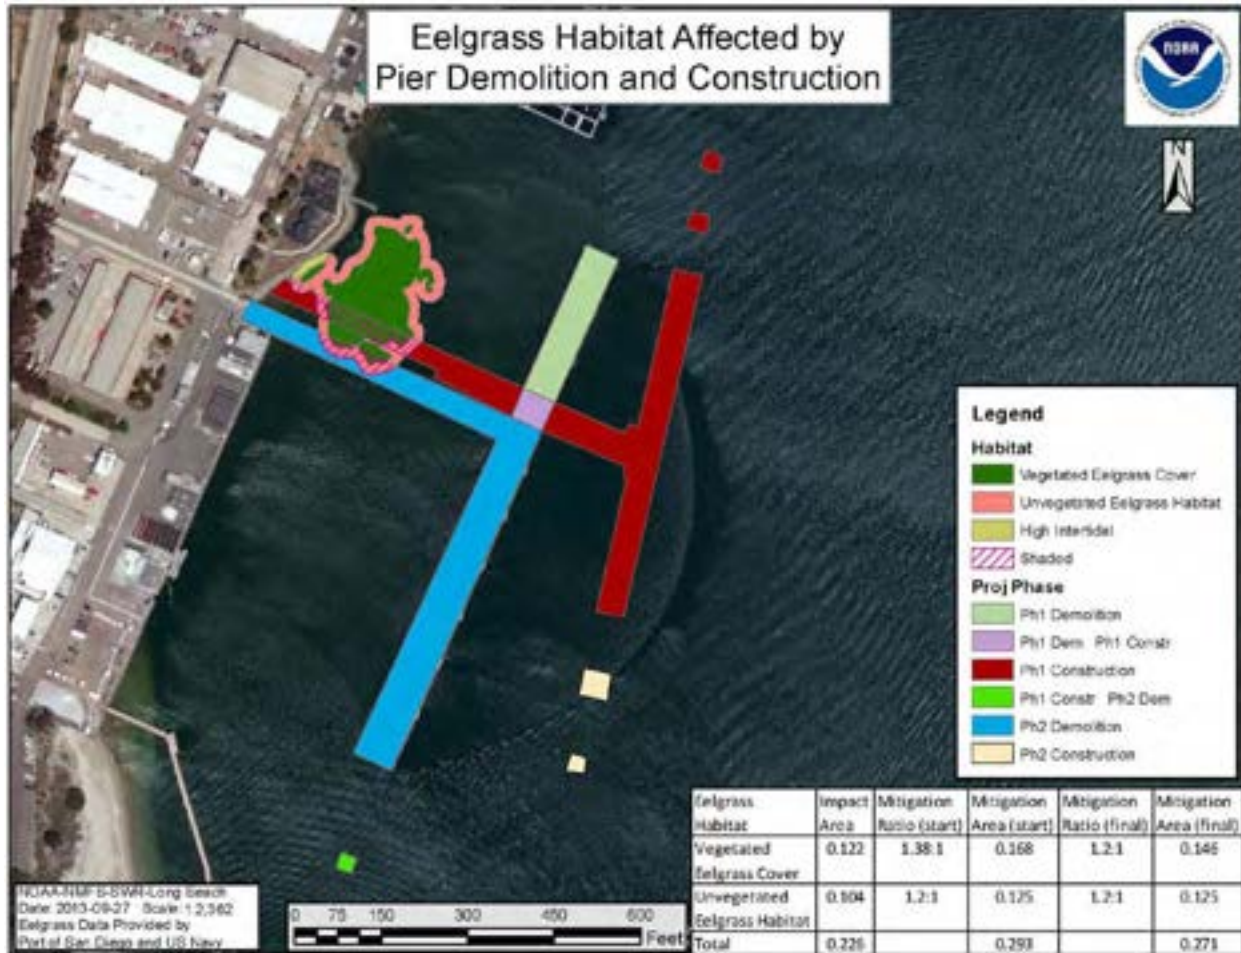 Eelgrass Habitat Affected by
Pier Demolition and Construction
NOAA
N
Legend
Habitat
Vegetated Eelgrass Cover
Unvegetated Eelgrass Habitat
High Intertidal
Shaded
Proj Phase
Ph1 Demolition
Ph1 Dem Ph1 Constr
Ph1 Construction
Ph1 Constr Ph2 Dem
Ph2 Demolition
Ph2 Construction
Eelgrass Habitat Impact Area Mitigation Ratio (start) Mitigation Area (start) Mitigation Ratio (final) Mitigation Area (final)
Vegetated Eelgrass Cover 0.122 1.38:1 0.168 1.2:1 0.146
Unvegetated Eelgrass Habitat 0.104 1.2:1 0.125 1.2:1 0.125
Total 0.226 0.293 0.271
NOAA-NMFS-SWR-Long Beach
Date: 2013-09-27 Scale: 1:2,362
Eelgrass Data Provided by
Port of San Diego and US Navy
0 75 150 300 450 600
Feet